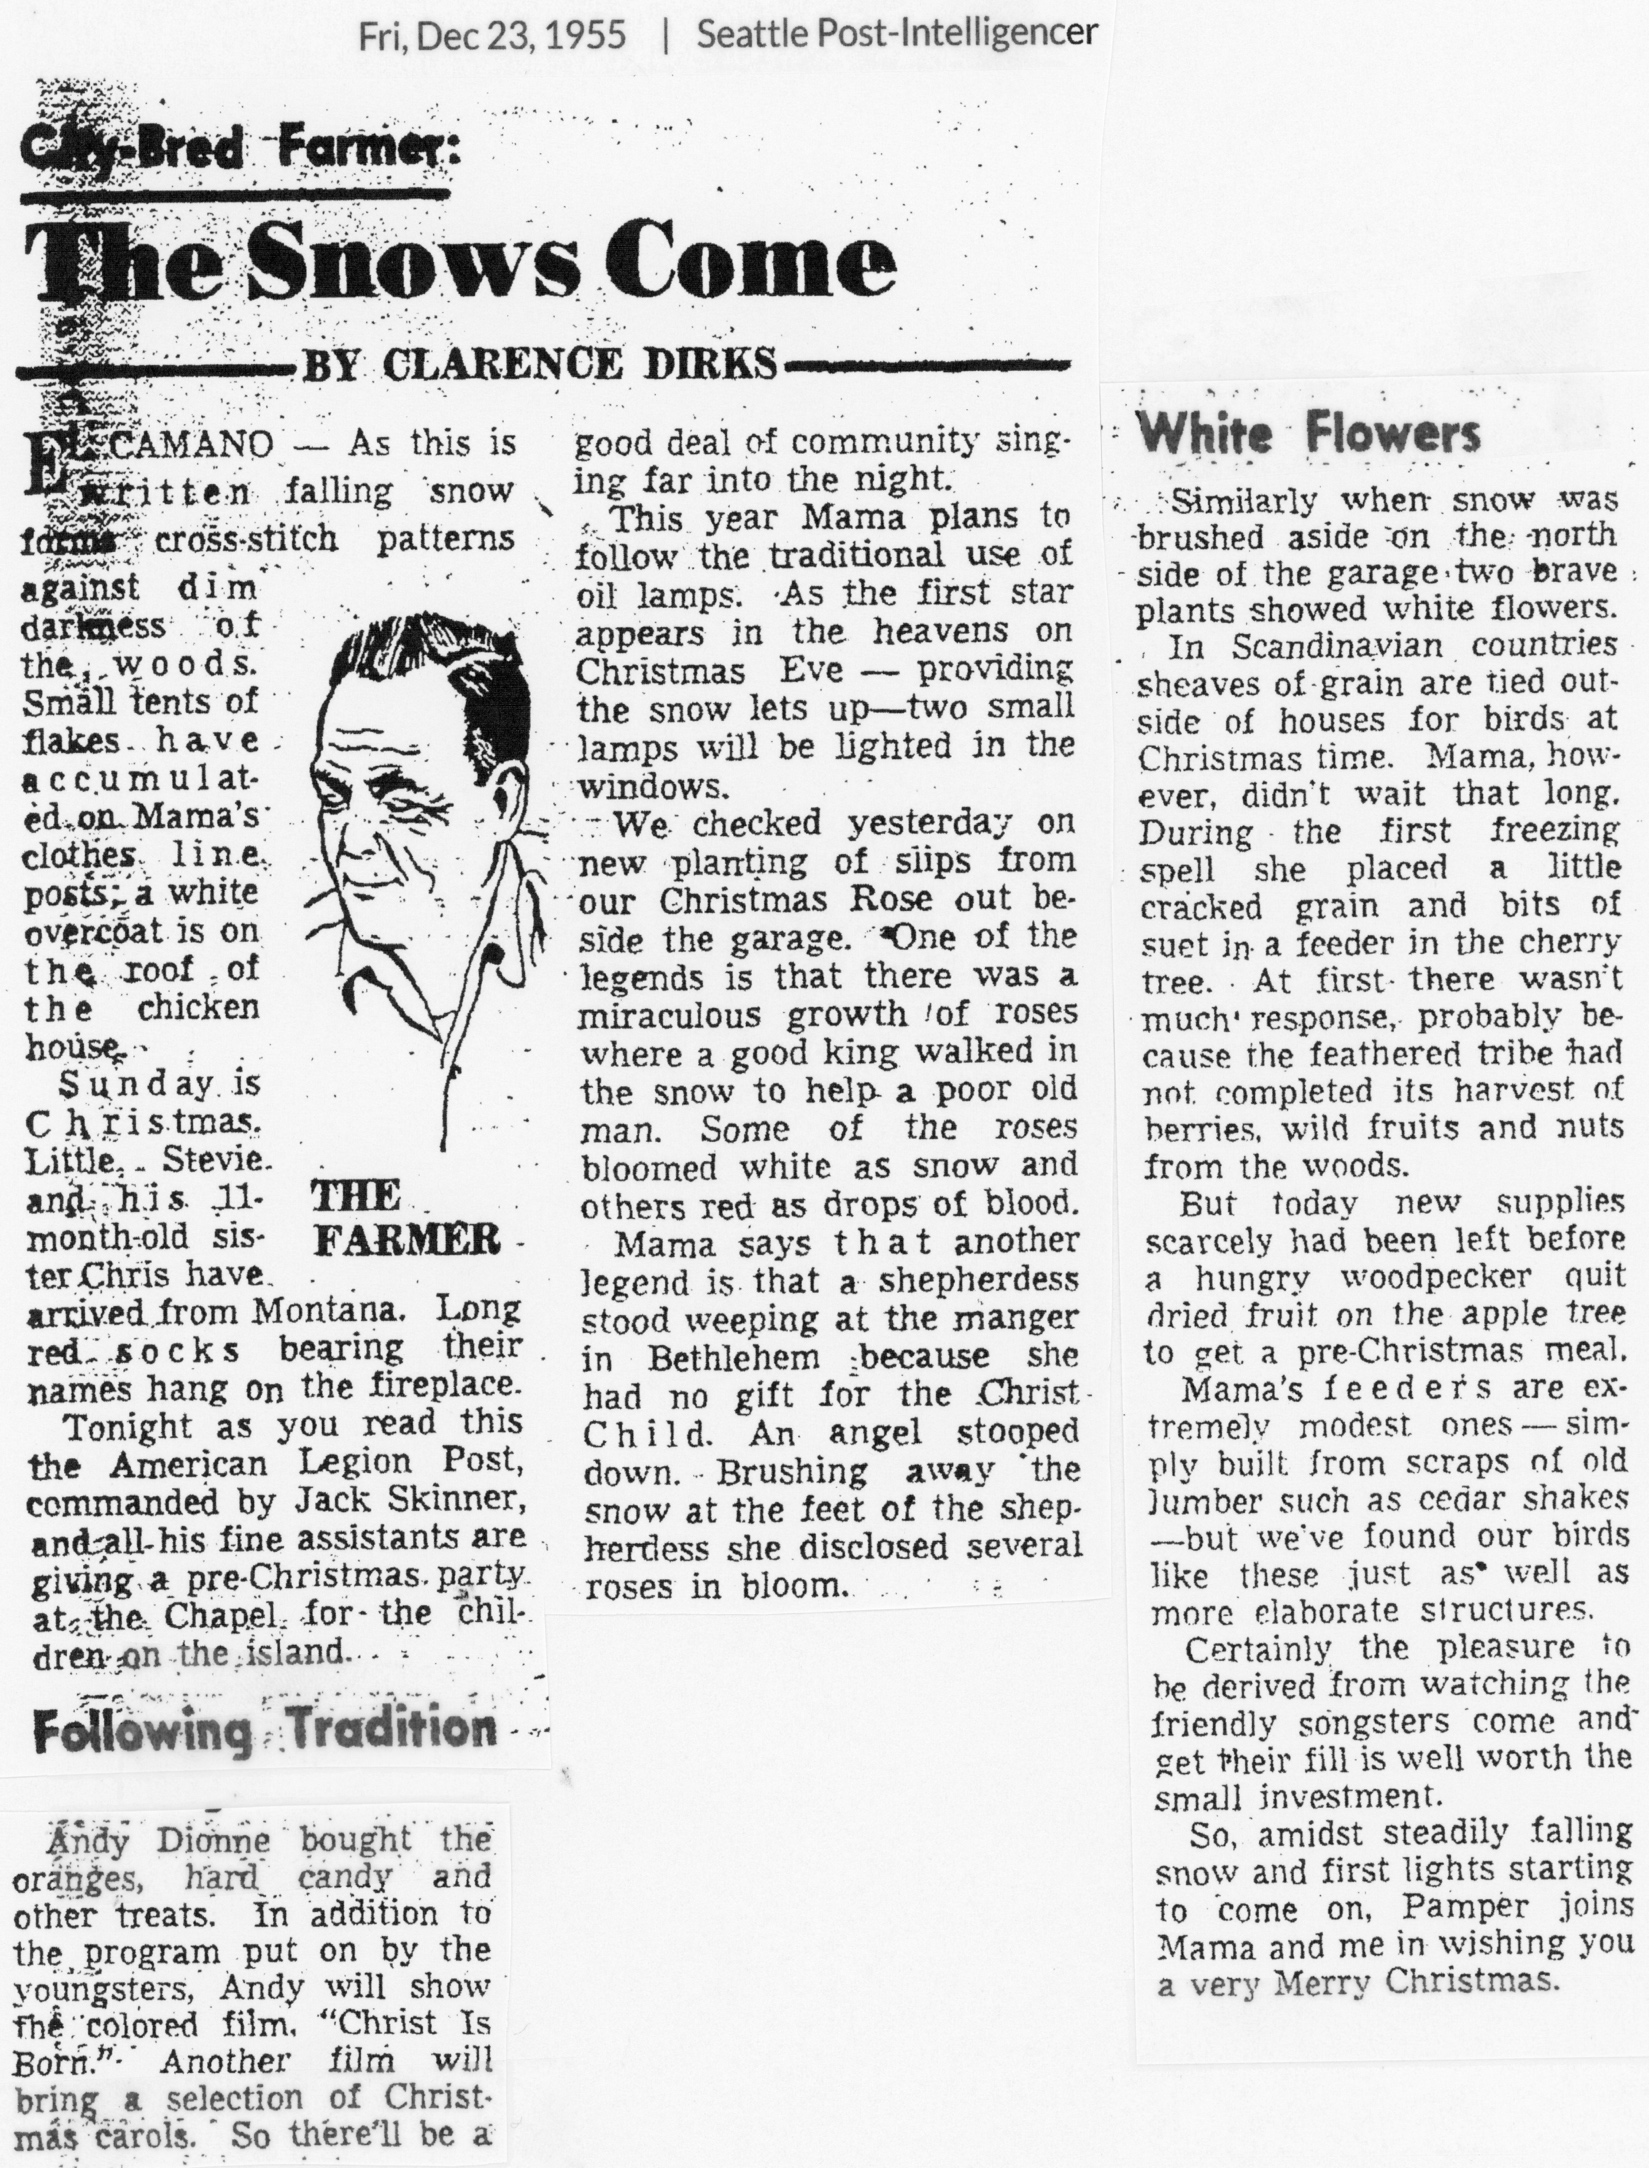 Fri, Dec 23, 1955 | Seattle Post-Intelligencer
City-Bred Farmer:
The Snows Come
BY CLARENCE DIRKS
EL CAMANO — As this is
written falling snow
forms cross-stitch patterns
against dim
darkness of
the woods.
Small tents of
flakes have
accumulat-
ed on Mama's
clothes line
posts; a white
overcoat is on
the roof of
the chicken
house.
Sunday is
Christmas.
Little Stevie
and his 11-
month-old sis-
ter Chris have
arrived from Montana. Long
red socks bearing their
names hang on the fireplace.
Tonight as you read this
the American Legion Post,
commanded by Jack Skinner,
and all his fine assistants are
giving a pre-Christmas party
at the Chapel for the chil-
dren on the island.
THE
FARMER
Following Tradition
Andy Dionne bought the
oranges, hard candy and
other treats. In addition to
the program put on by the
youngsters, Andy will show
the colored film, "Christ Is
Born." Another film will
bring a selection of Christ-
mas carols. So there'll be a
good deal of community sing-
ing far into the night.
This year Mama plans to
follow the traditional use of
oil lamps. As the first star
appears in the heavens on
Christmas Eve — providing
the snow lets up—two small
lamps will be lighted in the
windows.
We checked yesterday on
new planting of slips from
our Christmas Rose out be-
side the garage. One of the
legends is that there was a
miraculous growth of roses
where a good king walked in
the snow to help a poor old
man. Some of the roses
bloomed white as snow and
others red as drops of blood.
Mama says that another
legend is that a shepherdess
stood weeping at the manger
in Bethlehem because she
had no gift for the Christ
Child. An angel stooped
down. Brushing away the
snow at the feet of the shep-
herdess she disclosed several
roses in bloom.
White Flowers
Similarly when snow was
brushed aside on the north
side of the garage two brave
plants showed white flowers.
In Scandinavian countries
sheaves of grain are tied out-
side of houses for birds at
Christmas time. Mama, how-
ever, didn't wait that long.
During the first freezing
spell she placed a little
cracked grain and bits of
suet in a feeder in the cherry
tree. At first there wasn't
much response, probably be-
cause the feathered tribe had
not completed its harvest of
berries, wild fruits and nuts
from the woods.
But today new supplies
scarcely had been left before
a hungry woodpecker quit
dried fruit on the apple tree
to get a pre-Christmas meal.
Mama's feeders are ex-
tremely modest ones — sim-
ply built from scraps of old
lumber such as cedar shakes
—but we've found our birds
like these just as well as
more elaborate structures.
Certainly the pleasure to
be derived from watching the
friendly songsters come and
get their fill is well worth the
small investment.
So, amidst steadily falling
snow and first lights starting
to come on, Pamper joins
Mama and me in wishing you
a very Merry Christmas.